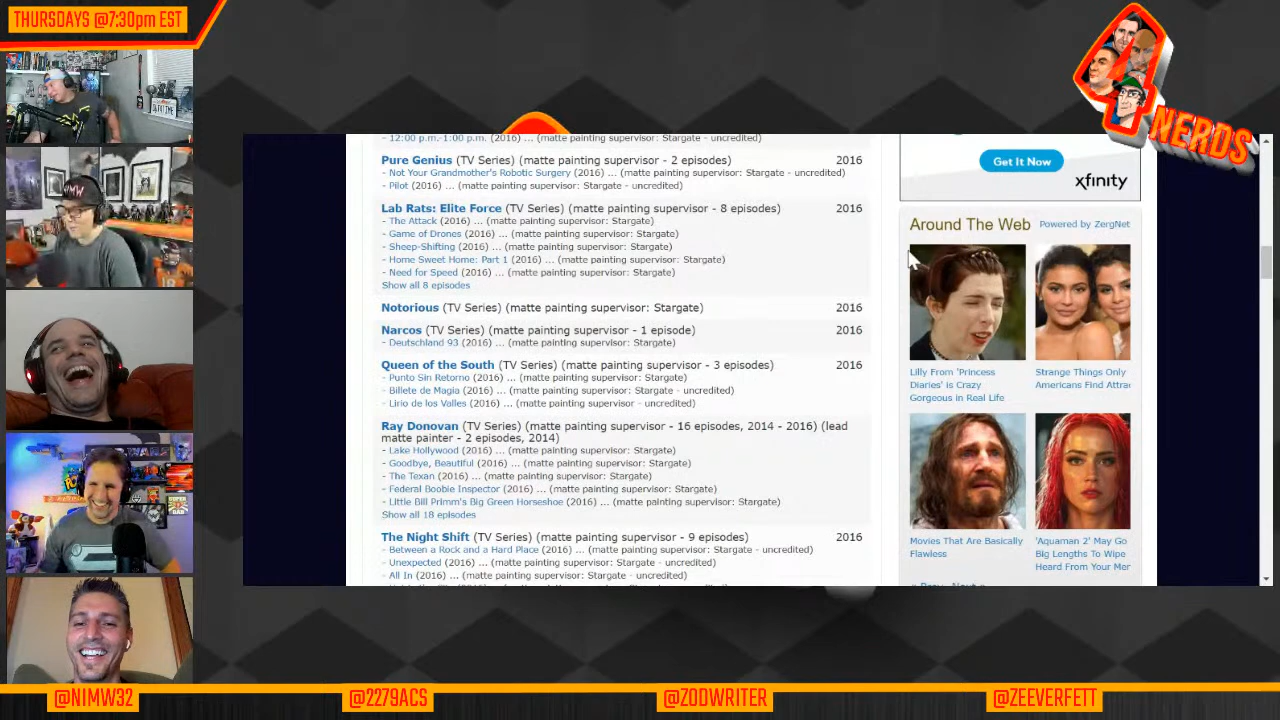 THURSDAYS @7:30pm EST
4
NERDS
- 12:00 p.m.-1:00 p.m. (2016) ... (matte painting supervisor: Stargate - uncredited)
Pure Genius (TV Series) (matte painting supervisor - 2 episodes) 2016
- Not Your Grandmother's Robotic Surgery (2016) ... (matte painting supervisor: Stargate - uncredited)
- Pilot (2016) ... (matte painting supervisor: Stargate - uncredited)
Lab Rats: Elite Force (TV Series) (matte painting supervisor - 8 episodes) 2016
- The Attack (2016) ... (matte painting supervisor: Stargate)
- Game of Drones (2016) ... (matte painting supervisor: Stargate)
- Sheep-Shifting (2016) ... (matte painting supervisor: Stargate)
- Home Sweet Home: Part 1 (2016) ... (matte painting supervisor: Stargate)
- Need for Speed (2016) ... (matte painting supervisor: Stargate)
Show all 8 episodes
Notorious (TV Series) (matte painting supervisor: Stargate) 2016
Narcos (TV Series) (matte painting supervisor - 1 episode) 2016
- Deutschland 93 (2016) ... (matte painting supervisor: Stargate)
Queen of the South (TV Series) (matte painting supervisor - 3 episodes) 2016
- Punto Sin Retorno (2016) ... (matte painting supervisor: Stargate)
- Billete de Magia (2016) ... (matte painting supervisor: Stargate - uncredited)
- Lirio de los Valles (2016) ... (matte painting supervisor - uncredited)
Ray Donovan (TV Series) (matte painting supervisor - 16 episodes, 2014 - 2016) (lead
matte painter - 2 episodes, 2014)
- Lake Hollywood (2016) ... (matte painting supervisor: Stargate)
- Goodbye, Beautiful (2016) ... (matte painting supervisor: Stargate)
- The Texan (2016) ... (matte painting supervisor: Stargate)
- Federal Boobie Inspector (2016) ... (matte painting supervisor: Stargate)
- Little Bill Primm's Big Green Horseshoe (2016) ... (matte painting supervisor: Stargate)
Show all 18 episodes
The Night Shift (TV Series) (matte painting supervisor - 9 episodes) 2016
- Between a Rock and a Hard Place (2016) ... (matte painting supervisor: Stargate - uncredited)
- Unexpected (2016) ... (matte painting supervisor: Stargate - uncredited)
- All In (2016) ... (matte painting supervisor: Stargate - uncredited)
Get It Now
xfinity
Around The Web Powered by ZergNet
Lilly From 'Princess
Diaries' is Crazy
Gorgeous in Real Life
Strange Things Only
Americans Find Attrac
Movies That Are Basically
Flawless
'Aquaman 2' May Go
Big Lengths To Wipe
Heard From Your Mer
@NIMW32
@2279ACS
@ZODWRITER
@ZEEVERFETT